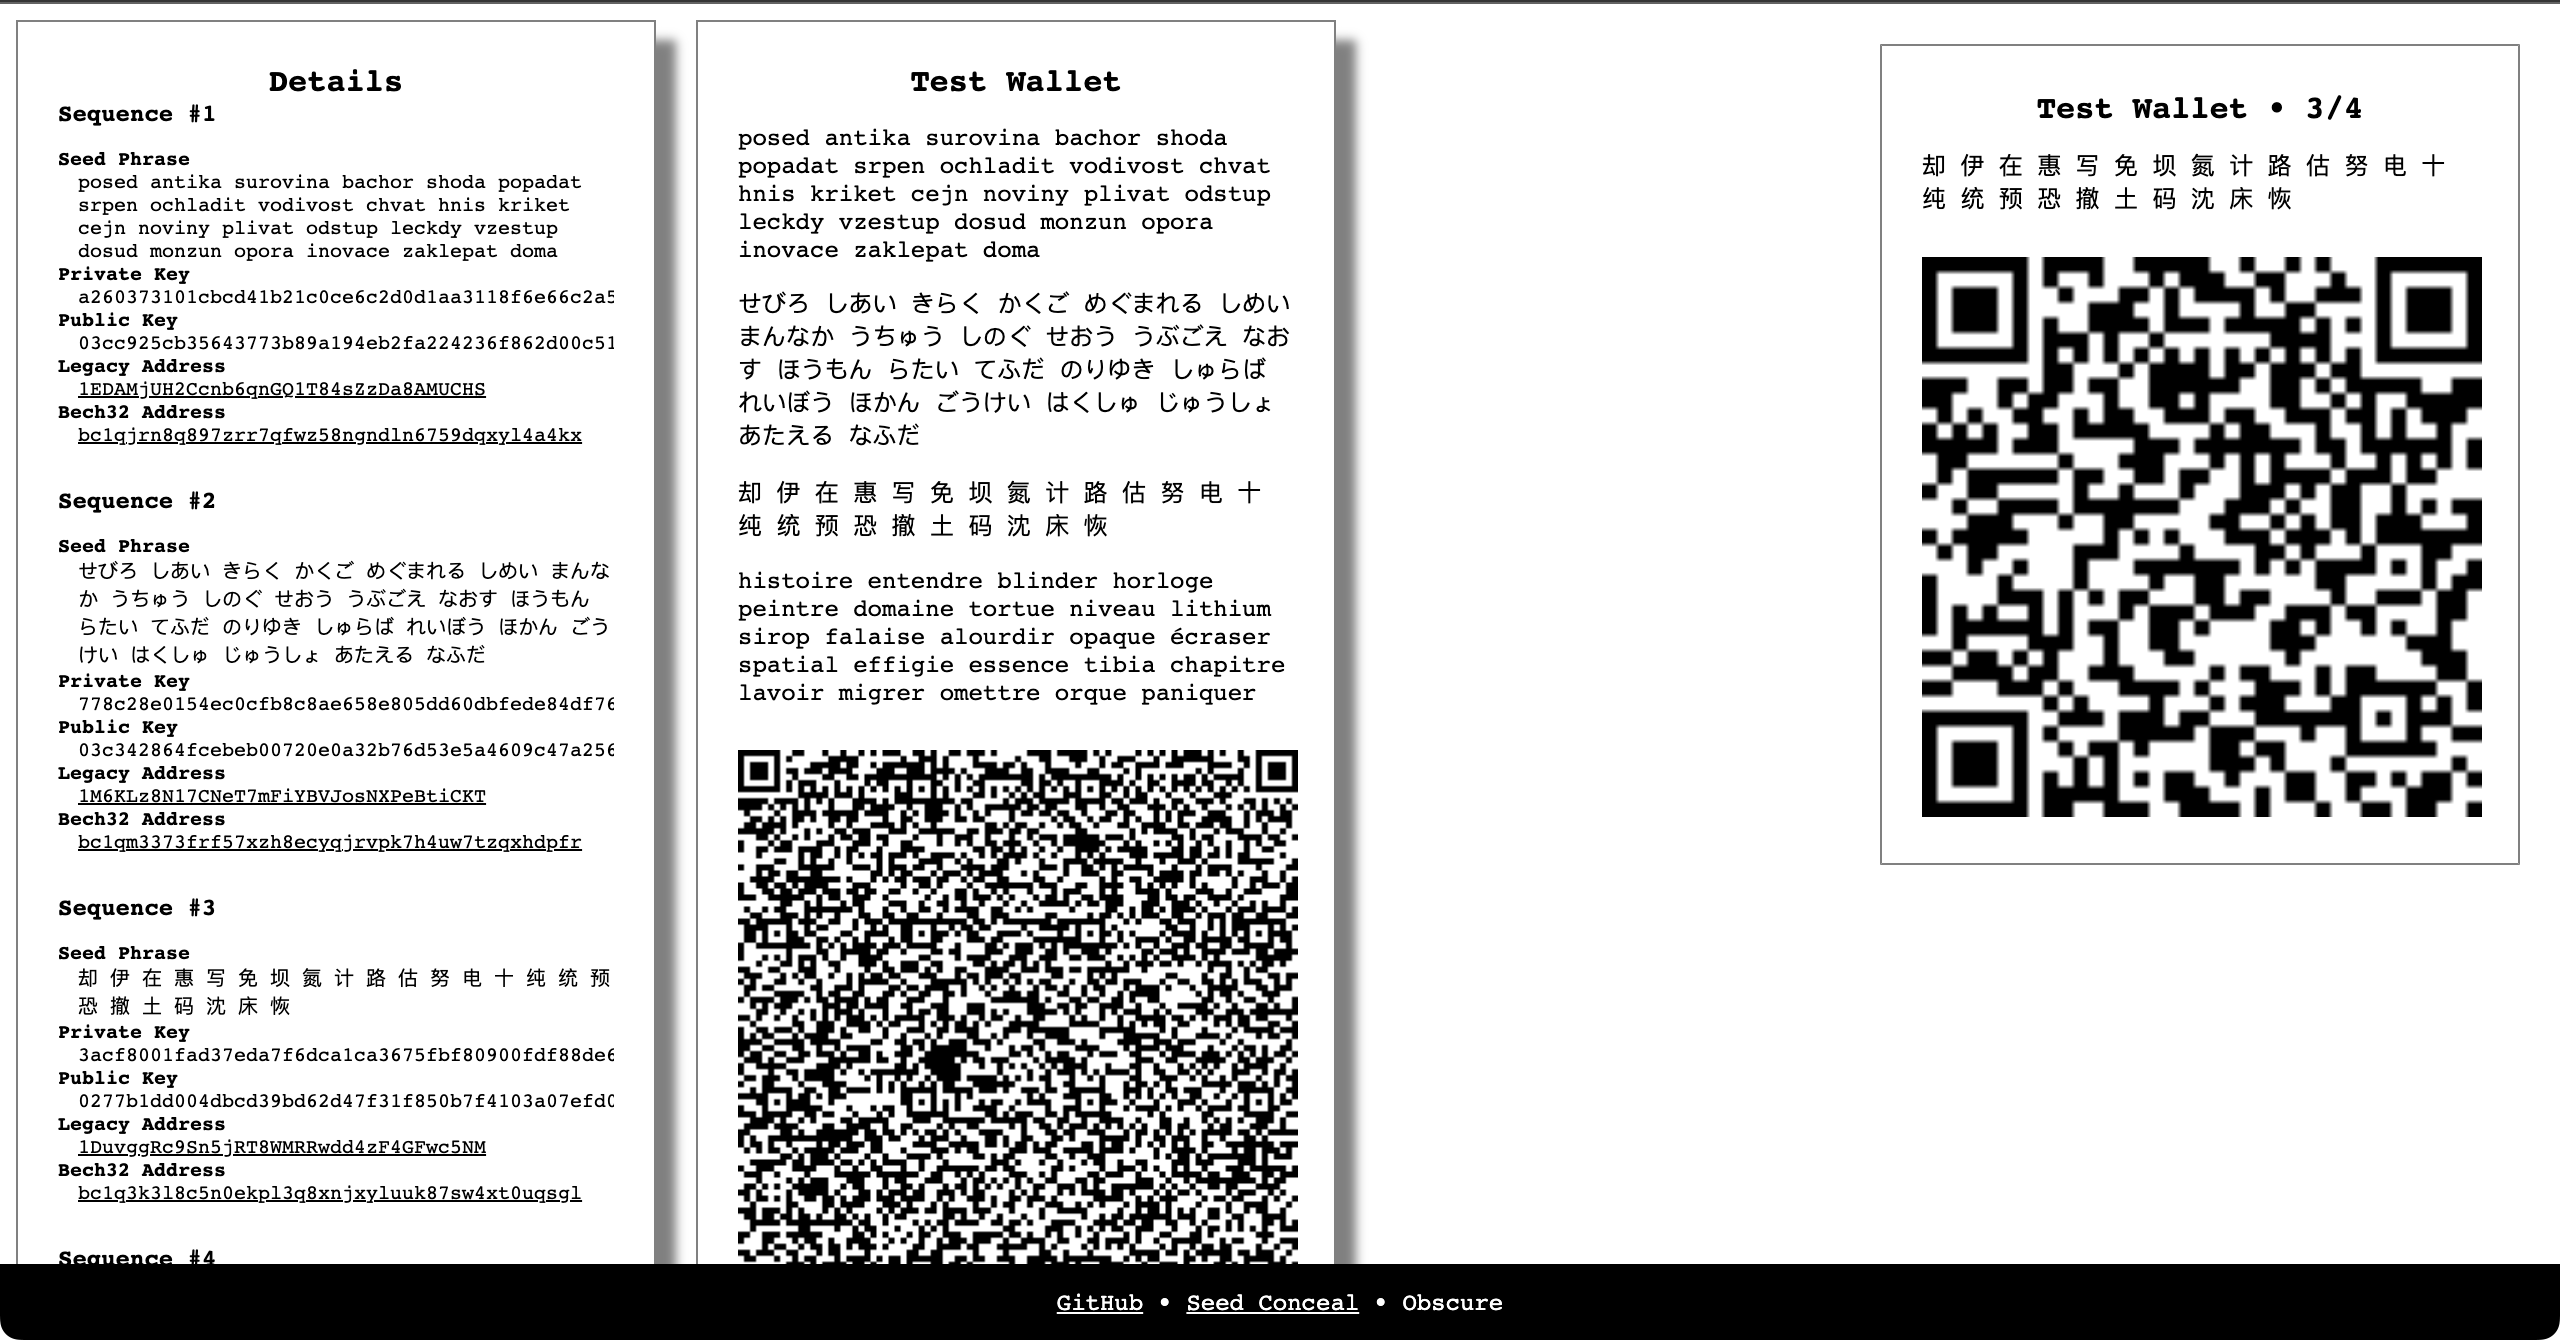 Details
Sequence #1
Seed Phrase
posed antika surovina bachor shoda popadat
srpen ochladit vodivost chvat hnis kriket
cejn noviny plivat odstup leckdy vzestup
dosud monzun opora inovace zaklepat doma
Private Key
a260373101cbcd41b21c0ce6c2d0d1aa3118f6e66c2a5
Public Key
03cc925cb35643773b89a194eb2fa224236f862d00c51
Legacy Address
1EDAMjUH2Ccnb6qnGQ1T84sZzDa8AMUCHS
Bech32 Address
bc1qjrn8q897zrr7qfwz58ngndln6759dqxyl4a4kx
Sequence #2
Seed Phrase
せびろ しあい きらく かくご めぐまれる しめい まんな
か うちゅう しのぐ せおう うぶごえ なおす ほうもん
らたい てふだ のりゆき しゅらば れいぼう ほかん ごう
けい はくしゅ じゅうしょ あたえる なふだ
Private Key
778c28e0154ec0cfb8c8ae658e805dd60dbfede84df76
Public Key
03c342864fcebeb00720e0a32b76d53e5a4609c47a256
Legacy Address
1M6KLz8N17CNeT7mFiYBVJosNXPeBtiCKT
Bech32 Address
bc1qm3373frf57xzh8ecyqjrvpk7h4uw7tzqxhdpfr
Sequence #3
Seed Phrase
却 伊 在 惠 写 免 坝 氮 计 路 估 努 电 十 纯 统 预
恐 撤 土 码 沈 床 恢
Private Key
3acf8001fad37eda7f6dca1ca3675fbf80900fdf88de6
Public Key
0277b1dd004dbcd39bd62d47f31f850b7f4103a07efd0
Legacy Address
1DuvggRc9Sn5jRT8WMRRwdd4zF4GFwc5NM
Bech32 Address
bc1q3k3l8c5n0ekpl3q8xnjxyluuk87sw4xt0uqsgl
Sequence #4
Test Wallet
posed antika surovina bachor shoda
popadat srpen ochladit vodivost chvat
hnis kriket cejn noviny plivat odstup
leckdy vzestup dosud monzun opora
inovace zaklepat doma
せびろ しあい きらく かくご めぐまれる しめい
まんなか うちゅう しのぐ せおう うぶごえ なお
す ほうもん らたい てふだ のりゆき しゅらば
れいぼう ほかん ごうけい はくしゅ じゅうしょ
あたえる なふだ
却 伊 在 惠 写 免 坝 氮 计 路 估 努 电 十
纯 统 预 恐 撤 土 码 沈 床 恢
histoire entendre blinder horloge
peintre domaine tortue niveau lithium
sirop falaise alourdir opaque écraser
spatial effigie essence tibia chapitre
lavoir migrer omettre orque paniquer
Test Wallet • 3/4
却 伊 在 惠 写 免 坝 氮 计 路 估 努 电 十
纯 统 预 恐 撤 土 码 沈 床 恢
GitHub • Seed Conceal • Obscure